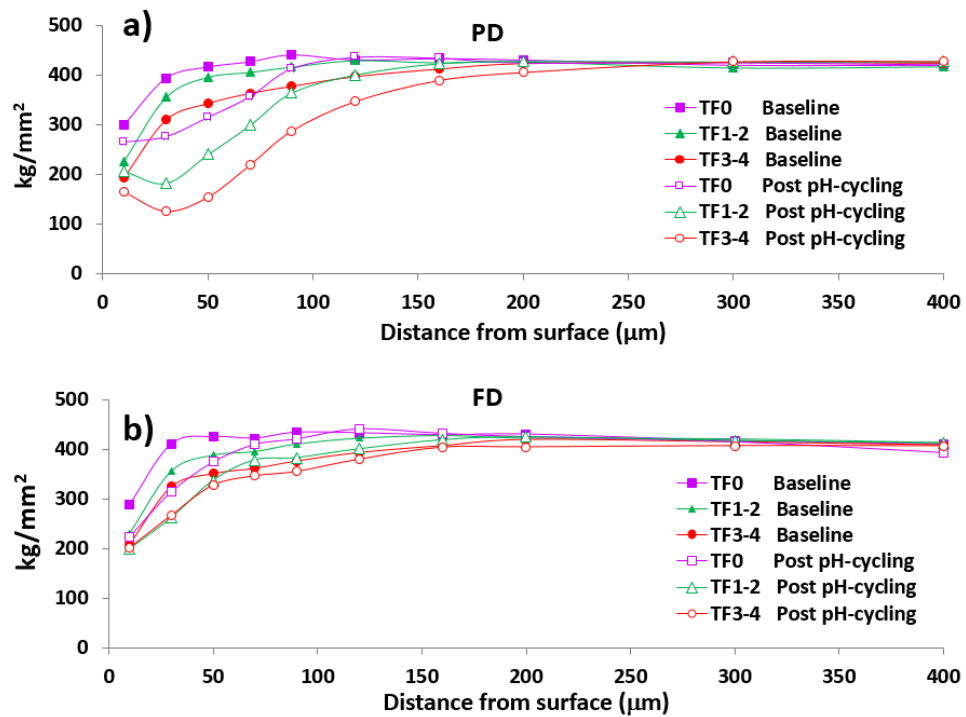 a)
PD
kg/mm²
500
400
300
200
100
0
TF0 Baseline
TF1-2 Baseline
TF3-4 Baseline
TF0 Post pH-cycling
TF1-2 Post pH-cycling
TF3-4 Post pH-cycling
0 50 100 150 200 250 300 350 400
Distance from surface (μm)
b)
FD
kg/mm²
500
400
300
200
100
0
TF0 Baseline
TF1-2 Baseline
TF3-4 Baseline
TF0 Post pH-cycling
TF1-2 Post pH-cycling
TF3-4 Post pH-cycling
0 50 100 150 200 250 300 350 400
Distance from surface (μm)